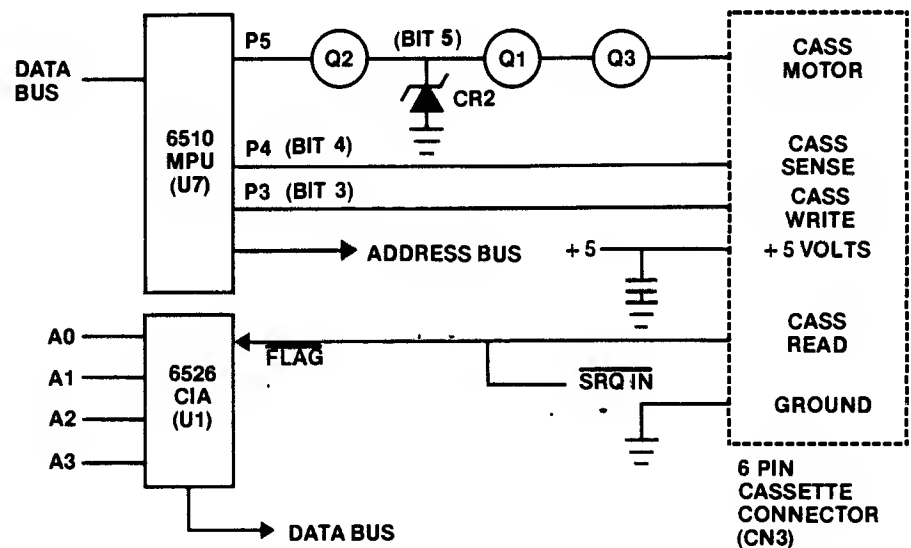 P5
Q2
(BIT 5)
Q1
Q3
CASS
MOTOR
DATA
BUS
CR2
6510
MPU
(U7)
P4 (BIT 4)
CASS
SENSE
P3 (BIT 3)
CASS
WRITE
ADDRESS BUS
+ 5
+ 5 VOLTS
A0
A1
A2
A3
6526
CIA
(U1)
FLAG
CASS
READ
SRQ IN
GROUND
DATA BUS
6 PIN
CASSETTE
CONNECTOR
(CN3)